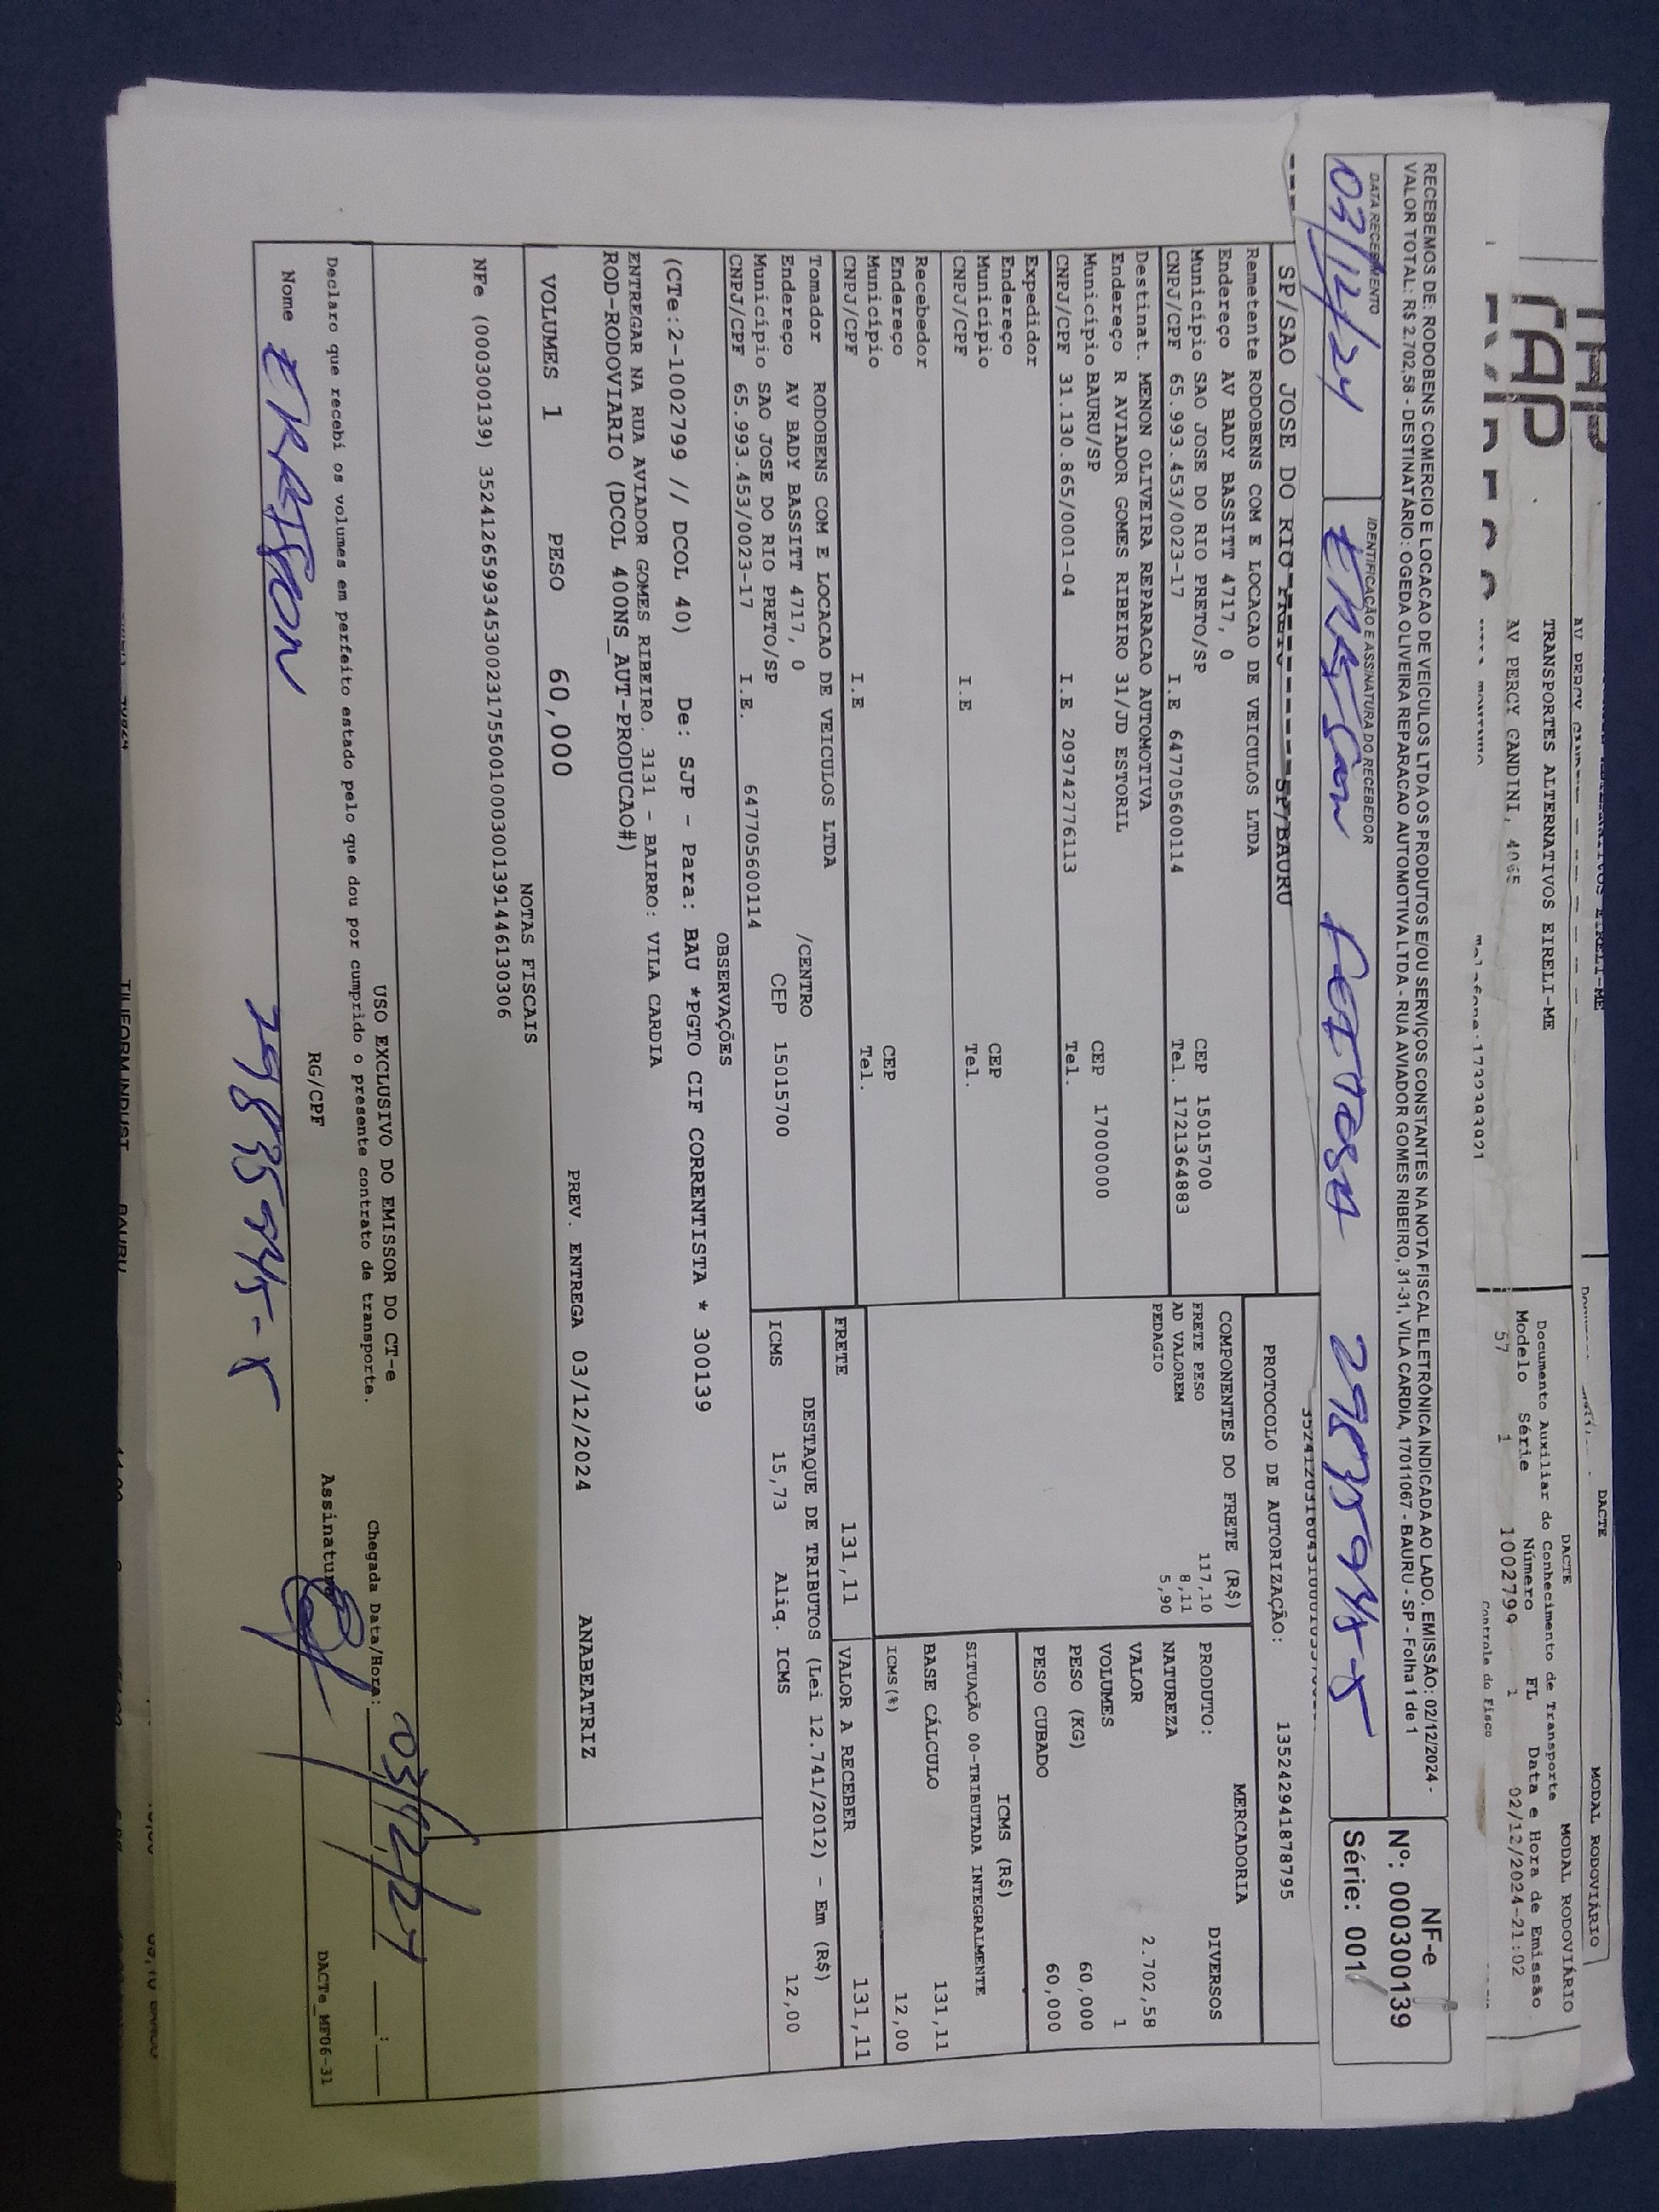 DACTE
MODAL RODOVIÁRIO
TRANSPORTES ALTERNATIVOS EIRELI-ME
AV PERCY GANDINI, 4065
DACTE
MODAL RODOVIÁRIO
Documento Auxiliar do Conhecimento de Transporte
Modelo Série Número FL Data e Hora de Emissão
57 1 1002799 1 02/12/2024-21:02
Controle do Fisco
RECEBEMOS DE: RODOBENS COMERCIO E LOCACAO DE VEICULOS LTDA OS PRODUTOS E/OU SERVIÇOS CONSTANTES NA NOTA FISCAL ELETRÔNICA INDICADA AO LADO. EMISSÃO: 02/12/2024 -
VALOR TOTAL: R$ 2.702,58 - DESTINATÁRIO: OGEDA OLIVEIRA REPARACAO AUTOMOTIVA LTDA - RUA AVIADOR GOMES RIBEIRO, 31-31, VILA CARDIA, 17011067 - BAURU - SP - Folha 1 de 1
DATA RECEBIMENTO
03/12/24
IDENTIFICAÇÃO E ASSINATURA DO RECEBEDOR
NF-e
Nº: 000300139
Série: 001
SP/SAO JOSE DO RIO PRETO SP/BAURU
PROTOCOLO DE AUTORIZAÇÃO: 135242941878795
Remetente RODOBENS COM E LOCACAO DE VEICULOS LTDA
Endereço AV BADY BASSITT 4717, 0
Município SAO JOSE DO RIO PRETO/SP CEP 15015700
CNPJ/CPF 65.993.453/0023-17 I.E 647705600114 Tel. 1721364883
Destinat. MENON OLIVEIRA REPARACAO AUTOMOTIVA
Endereço R AVIADOR GOMES RIBEIRO 31/JD ESTORIL
Município BAURU/SP CEP 17000000
CNPJ/CPF 31.130.865/0001-04 I.E 209742776113 Tel.
Expedidor
Endereço
Município CEP
CNPJ/CPF I.E Tel.
Recebedor
Endereço
Município CEP
CNPJ/CPF I.E Tel.
Tomador RODOBENS COM E LOCACAO DE VEICULOS LTDA
Endereço AV BADY BASSITT 4717, 0 /CENTRO
Município SAO JOSE DO RIO PRETO/SP CEP 15015700
CNPJ/CPF 65.993.453/0023-17 I.E. 647705600114
COMPONENTES DO FRETE (R$)
FRETE PESO 117,10
AD VALOREM 8,11
PEDAGIO 5,90
MERCADORIA
PRODUTO: DIVERSOS
NATUREZA
VALOR 2.702,58
VOLUMES 1
PESO (KG) 60,000
PESO CUBADO 60,000
ICMS (R$)
SITUAÇÃO 00-TRIBUTADA INTEGRALMENTE
BASE CÁLCULO 131,11
ICMS(%) 12,00
FRETE 131,11 VALOR A RECEBER 131,11
DESTAQUE DE TRIBUTOS (Lei 12.741/2012) - Em (R$)
ICMS 15,73 Aliq. ICMS 12,00
OBSERVAÇÕES
(CTe:2-1002799 // DCOL 40) De: SJP - Para: BAU *PGTO CIF CORRENTISTA * 300139
ENTREGAR NA RUA AVIADOR GOMES RIBEIRO. 3131 - BAIRRO: VILA CARDIA
ROD-RODOVIARIO (DCOL 400NS_AUT-PRODUCAO#)
VOLUMES 1 PESO 60,000 PREV. ENTREGA 03/12/2024 ANABEATRIZ
NOTAS FISCAIS
NFe (000300139) 35241265993453002317550010003001391446130306
USO EXCLUSIVO DO EMISSOR DO CT-e
Declaro que recebi os volumes em perfeito estado pelo que dou por cumprido o presente contrato de transporte.
Chegada Data/Hora: 03/12/24
Nome RG/CPF Assinatura
DACTe_MF06-31